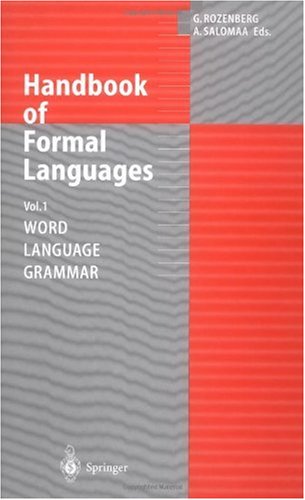 G. ROZENBERG
A. SALOMAA Eds.
Handbook
of
Formal
Languages
Vol.1
WORD
LANGUAGE
GRAMMAR
Springer